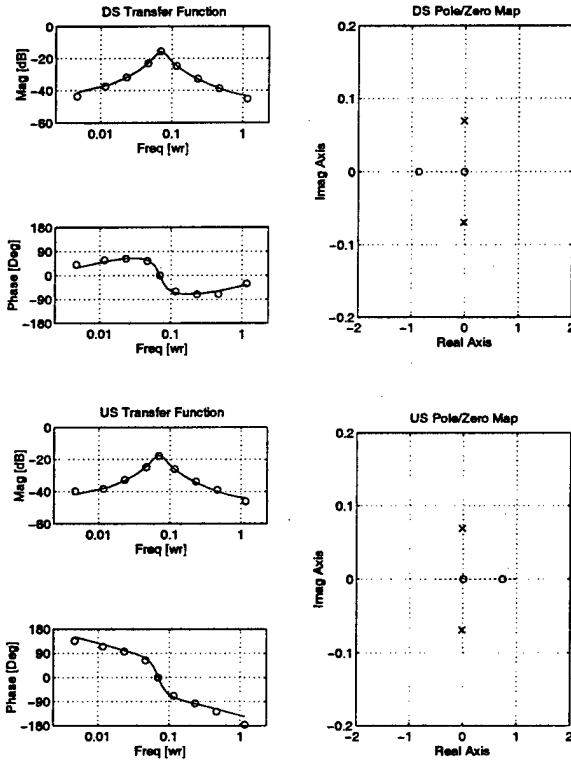 DS Transfer Function
0
-20
-40
-60
Mag [dB]
0.01 0.1 1
Freq [wr]
180
90
0
-90
-180
Phase [Deg]
0.01 0.1 1
Freq [wr]
DS Pole/Zero Map
0.2
0.1
0
-0.1
-0.2
Imag Axis
-2 -1 0 1 2
Real Axis
US Transfer Function
0
-20
-40
-60
Mag [dB]
0.01 0.1 1
Freq [wr]
180
90
0
-90
-180
Phase [Deg]
0.01 0.1 1
Freq [wr]
US Pole/Zero Map
0.2
0.1
0
-0.1
-0.2
Imag Axis
-2 -1 0 1 2
Real Axis